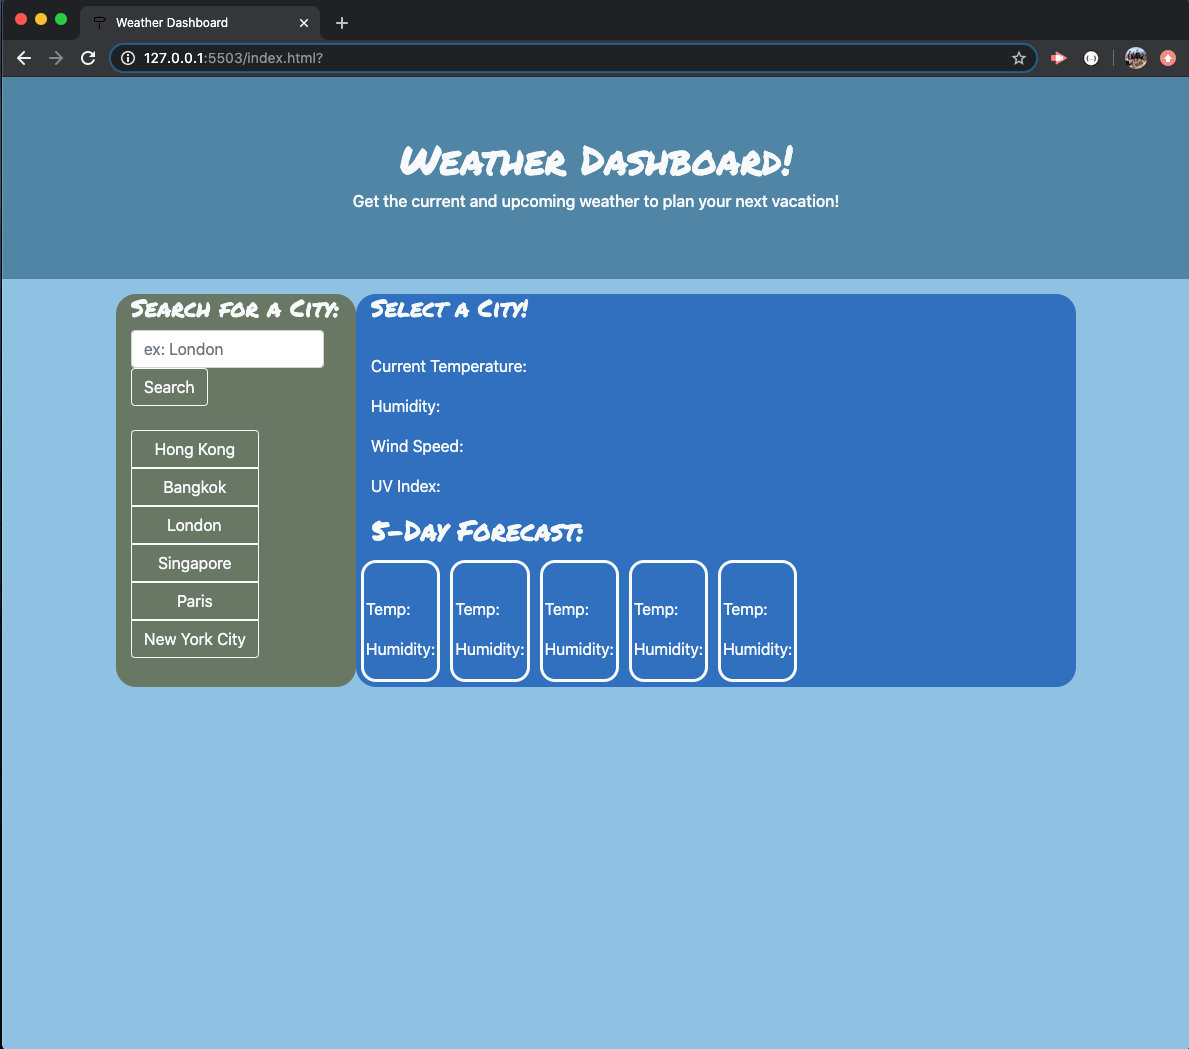 Weather Dashboard
127.0.0.1:5503/index.html?
Weather Dashboard!
Get the current and upcoming weather to plan your next vacation!
Search for a City:
ex: London
Search
Hong Kong
Bangkok
London
Singapore
Paris
New York City
Select a City!
Current Temperature:
Humidity:
Wind Speed:
UV Index:
5-Day Forecast:
Temp: Temp: Temp: Temp: Temp:
Humidity: Humidity: Humidity: Humidity: Humidity: